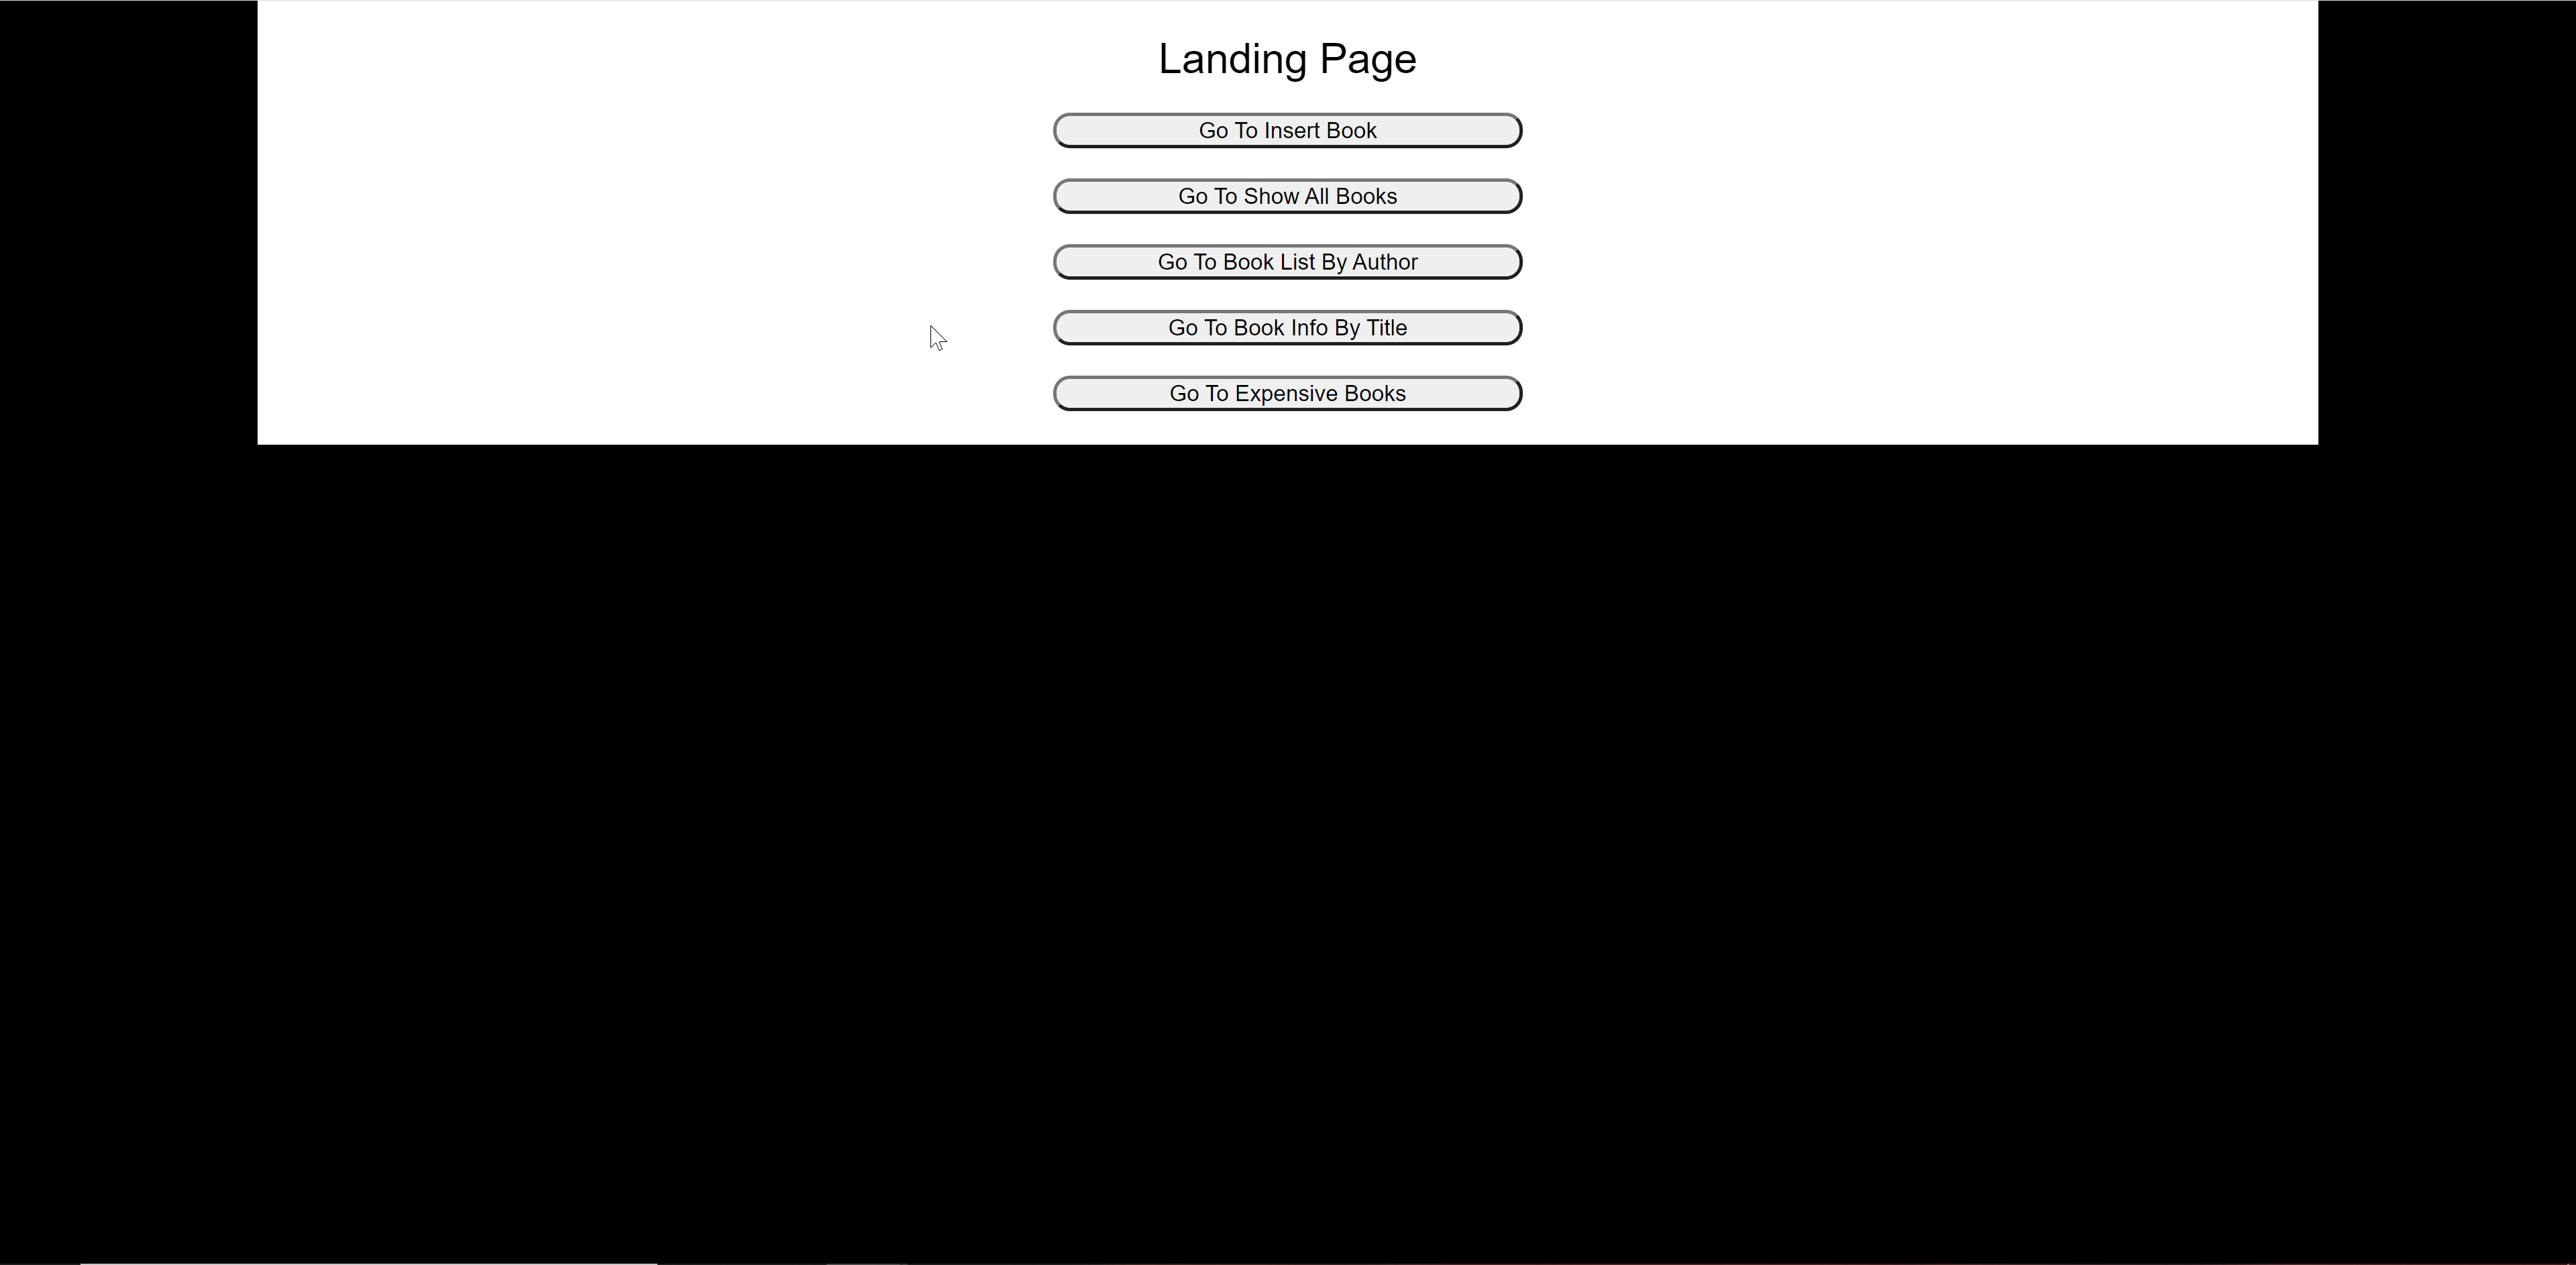 Landing Page
Go To Insert Book
Go To Show All Books
Go To Book List By Author
Go To Book Info By Title
Go To Expensive Books